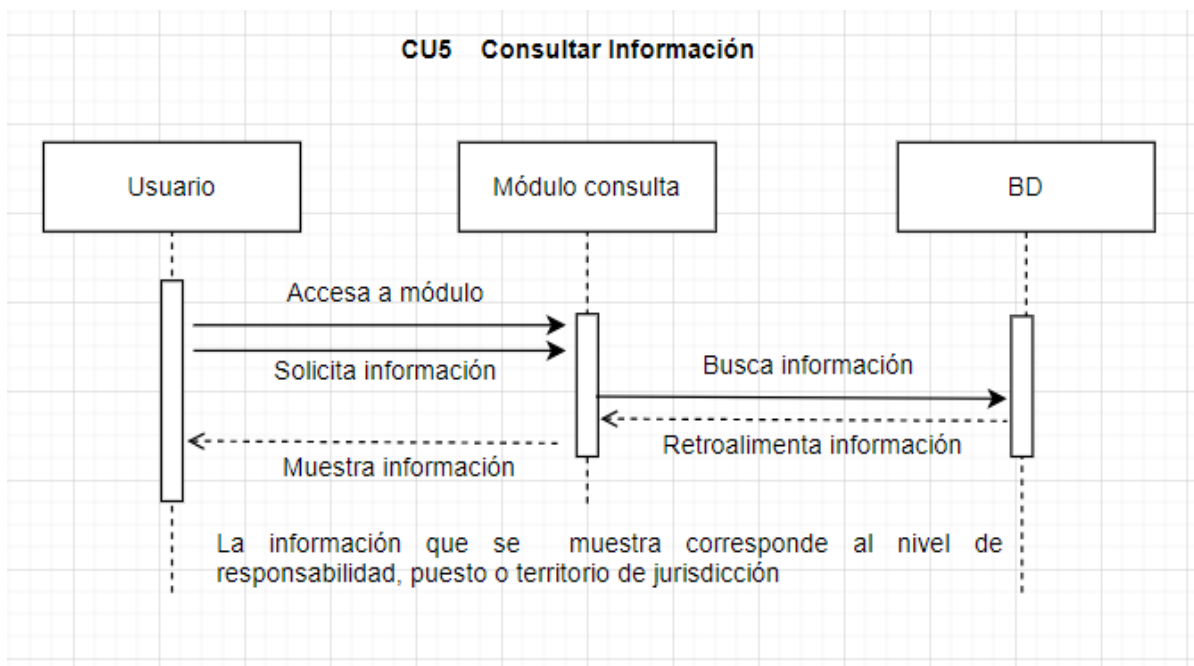 CU5 Consultar Información
Usuario
Módulo consulta
BD
Accesa a módulo
Solicita información
Busca información
Retroalimenta información
Muestra información
La información que se muestra corresponde al nivel de
responsabilidad, puesto o territorio de jurisdicción